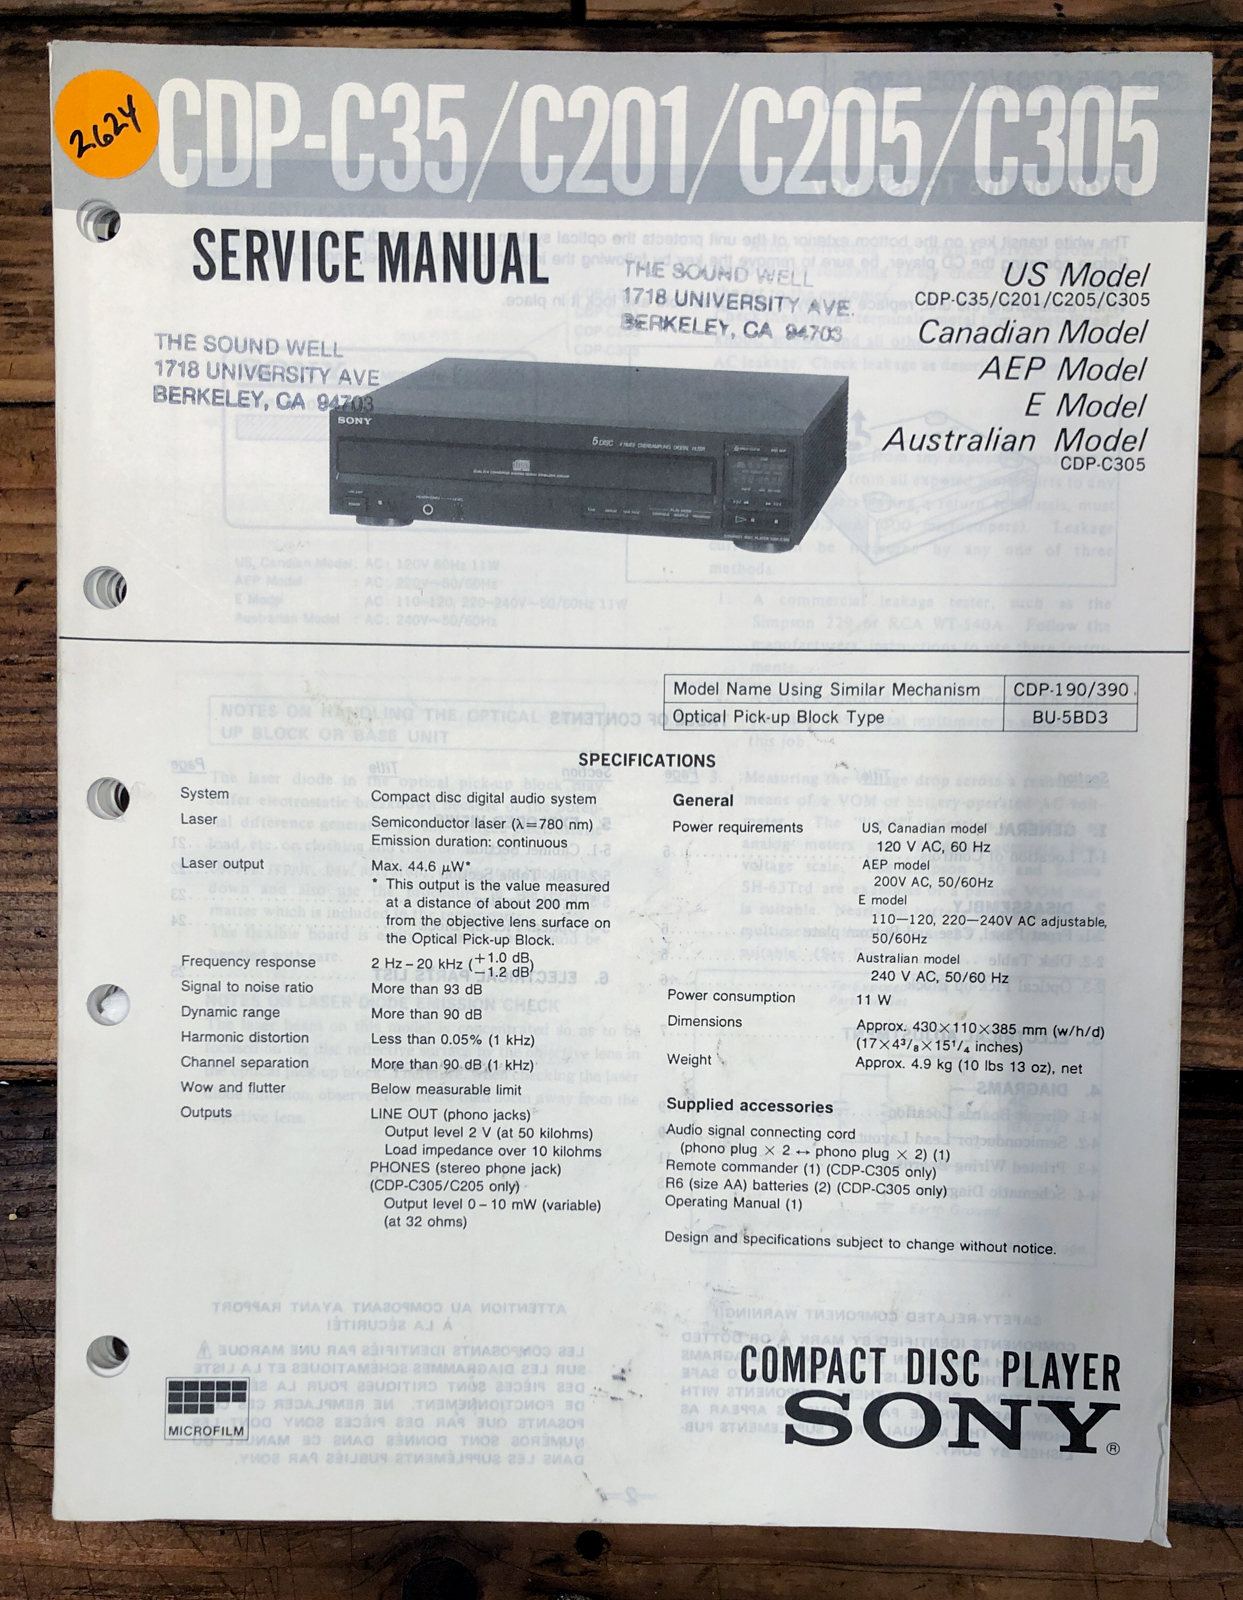 2624
CDP-C35/C201/C205/C305
SERVICE MANUAL
THE SOUND WELL
1718 UNIVERSITY AVE.
BERKELEY, CA 94703
THE SOUND WELL
1718 UNIVERSITY AVE
BERKELEY, CA 94703
US Model
CDP-C35/C201/C205/C305
Canadian Model
AEP Model
E Model
Australian Model
CDP-C305
SONY
5 DISC
Model Name Using Similar Mechanism CDP-190/390
Optical Pick-up Block Type BU-5BD3
SPECIFICATIONS
System Compact disc digital audio system
Laser Semiconductor laser (λ=780 nm)
Emission duration: continuous
Laser output Max. 44.6 μW*
* This output is the value measured
at a distance of about 200 mm
from the objective lens surface on
the Optical Pick-up Block.
Frequency response 2 Hz–20 kHz (+1.0 dB −1.2 dB)
Signal to noise ratio More than 93 dB
Dynamic range More than 90 dB
Harmonic distortion Less than 0.05% (1 kHz)
Channel separation More than 90 dB (1 kHz)
Wow and flutter Below measurable limit
Outputs LINE OUT (phono jacks)
Output level 2 V (at 50 kilohms)
Load impedance over 10 kilohms
PHONES (stereo phone jack)
(CDP-C305/C205 only)
Output level 0–10 mW (variable)
(at 32 ohms)
General
Power requirements US, Canadian model
120 V AC, 60 Hz
AEP model
200V AC, 50/60Hz
E model
110—120, 220—240V AC adjustable,
50/60Hz
Australian model
240 V AC, 50/60 Hz
Power consumption 11 W
Dimensions Approx. 430×110×385 mm (w/h/d)
(17×4³/₈×15¹/₄ inches)
Weight Approx. 4.9 kg (10 lbs 13 oz), net
Supplied accessories
Audio signal connecting cord
(phono plug × 2 ↔ phono plug × 2) (1)
Remote commander (1) (CDP-C305 only)
R6 (size AA) batteries (2) (CDP-C305 only)
Operating Manual (1)
Design and specifications subject to change without notice.
MICROFILM
COMPACT DISC PLAYER
SONY®